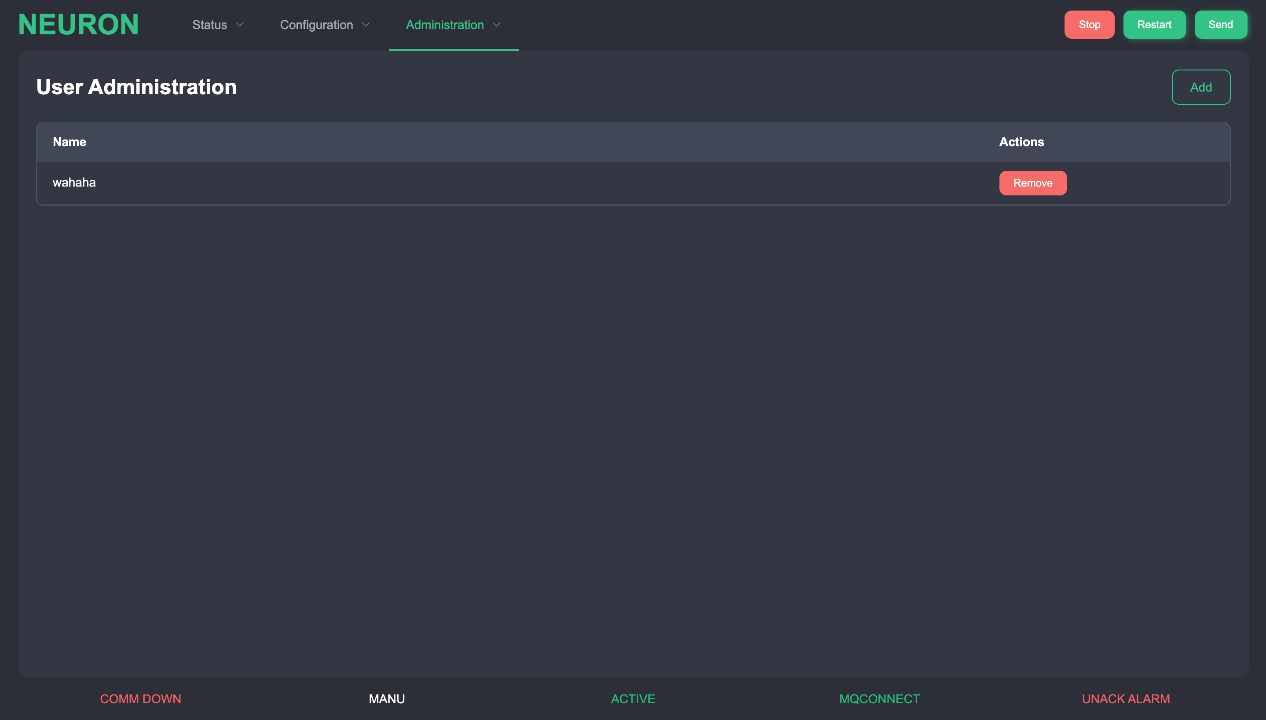 NEURON Status Configuration Administration Stop Restart Send
User Administration Add
Name Actions
wahaha Remove
COMM DOWN MANU ACTIVE MQCONNECT UNACK ALARM